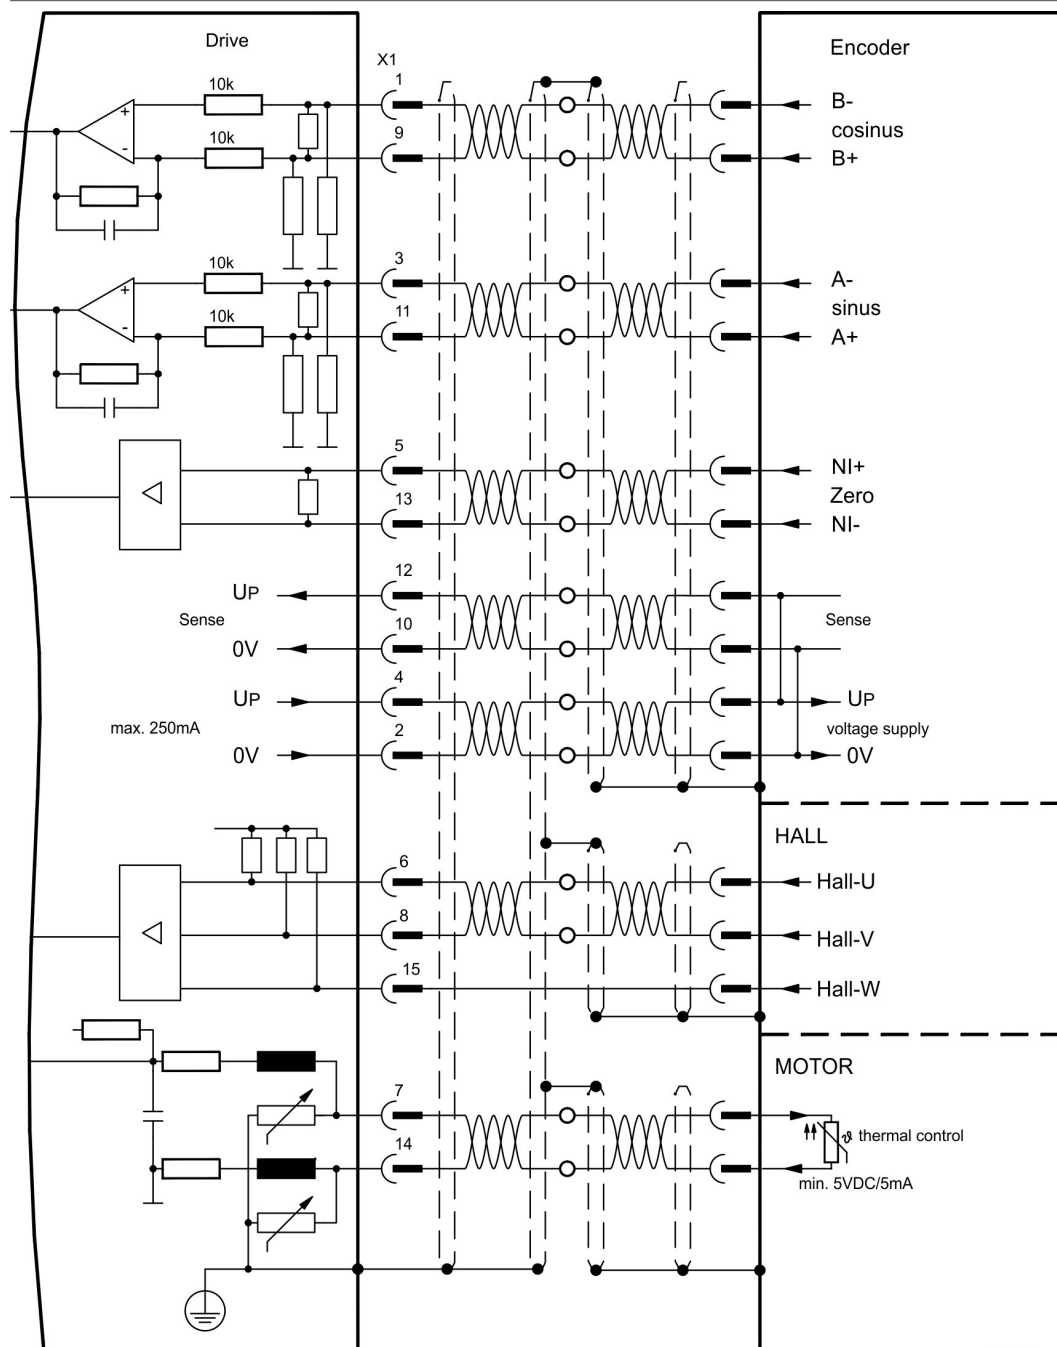 Drive
Encoder
X1
1
10k
B-
cosinus
9
10k
B+
+
-
3
10k
A-
sinus
11
10k
A+
+
-
5
NI+
Zero
13
NI-
12
UP
Sense
Sense
10
0V
4
UP
UP
max. 250mA
voltage supply
2
0V
0V
HALL
6
Hall-U
8
Hall-V
15
Hall-W
MOTOR
7
ϑ thermal control
14
min. 5VDC/5mA